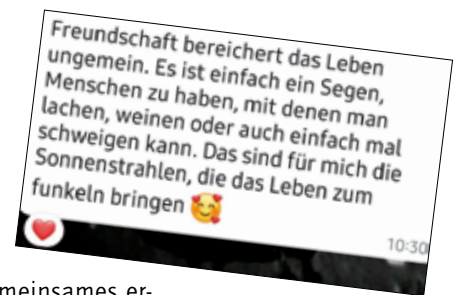 Freundschaft bereichert das Leben
ungemein. Es ist einfach ein Segen,
Menschen zu haben, mit denen man
lachen, weinen oder auch einfach mal
schweigen kann. Das sind für mich die
Sonnenstrahlen, die das Leben zum
funkeln bringen 🥰
10:30
meinsames er-